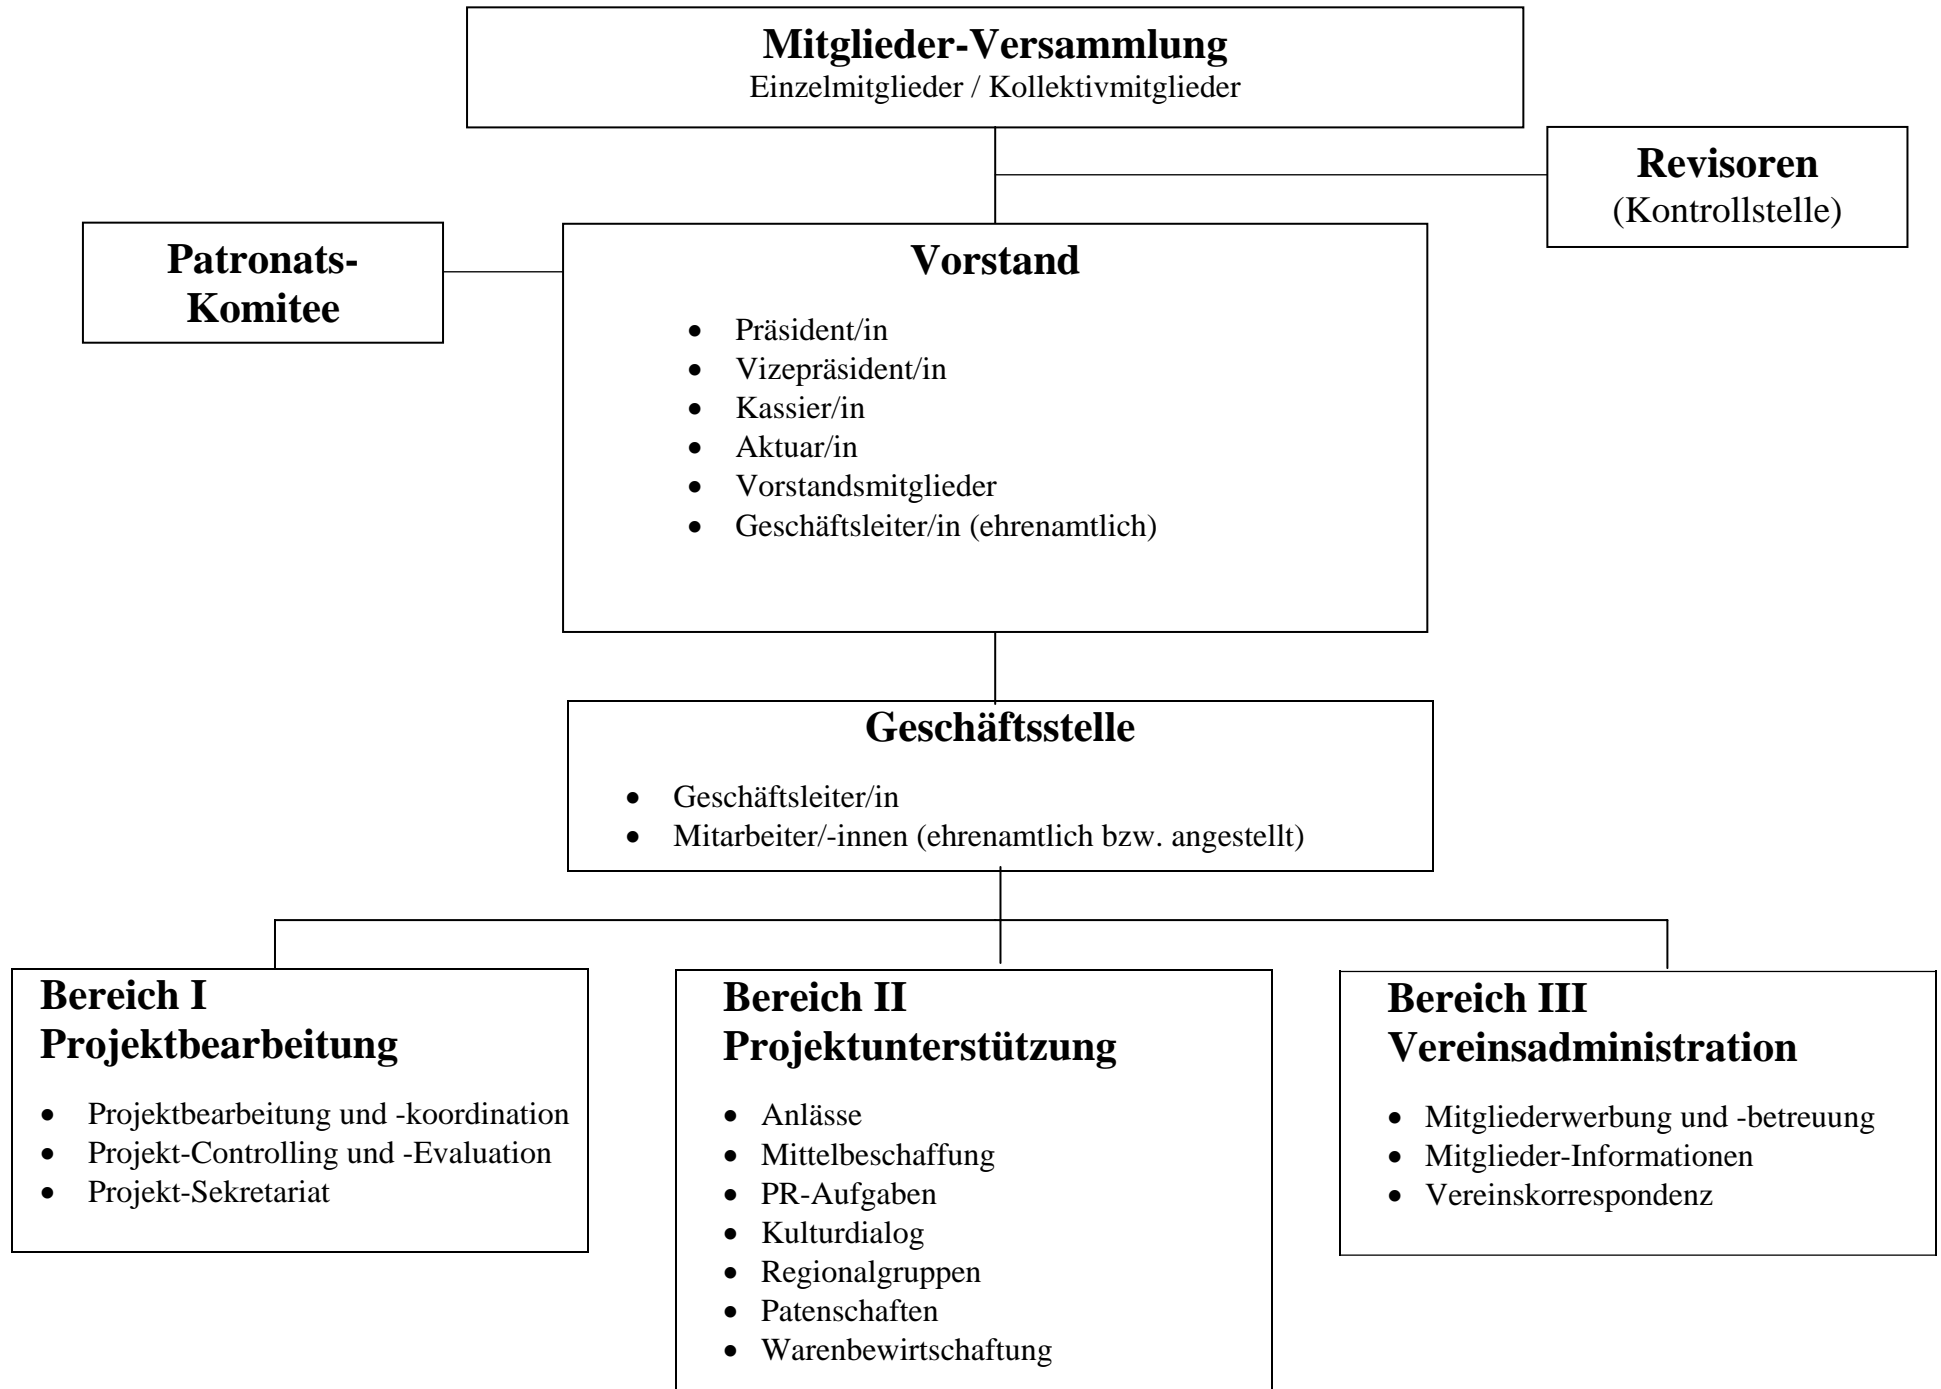 Mitglieder-Versammlung
Einzelmitglieder / Kollektivmitglieder
Revisoren
(Kontrollstelle)
Patronats-
Komitee
Vorstand
• Präsident/in
• Vizepräsident/in
• Kassier/in
• Aktuar/in
• Vorstandsmitglieder
• Geschäftsleiter/in (ehrenamtlich)
Geschäftsstelle
• Geschäftsleiter/in
• Mitarbeiter/-innen (ehrenamtlich bzw. angestellt)
Bereich I
Projektbearbeitung
• Projektbearbeitung und -koordination
• Projekt-Controlling und -Evaluation
• Projekt-Sekretariat
Bereich II
Projektunterstützung
• Anlässe
• Mittelbeschaffung
• PR-Aufgaben
• Kulturdialog
• Regionalgruppen
• Patenschaften
• Warenbewirtschaftung
Bereich III
Vereinsadministration
• Mitgliederwerbung und -betreuung
• Mitglieder-Informationen
• Vereinskorrespondenz